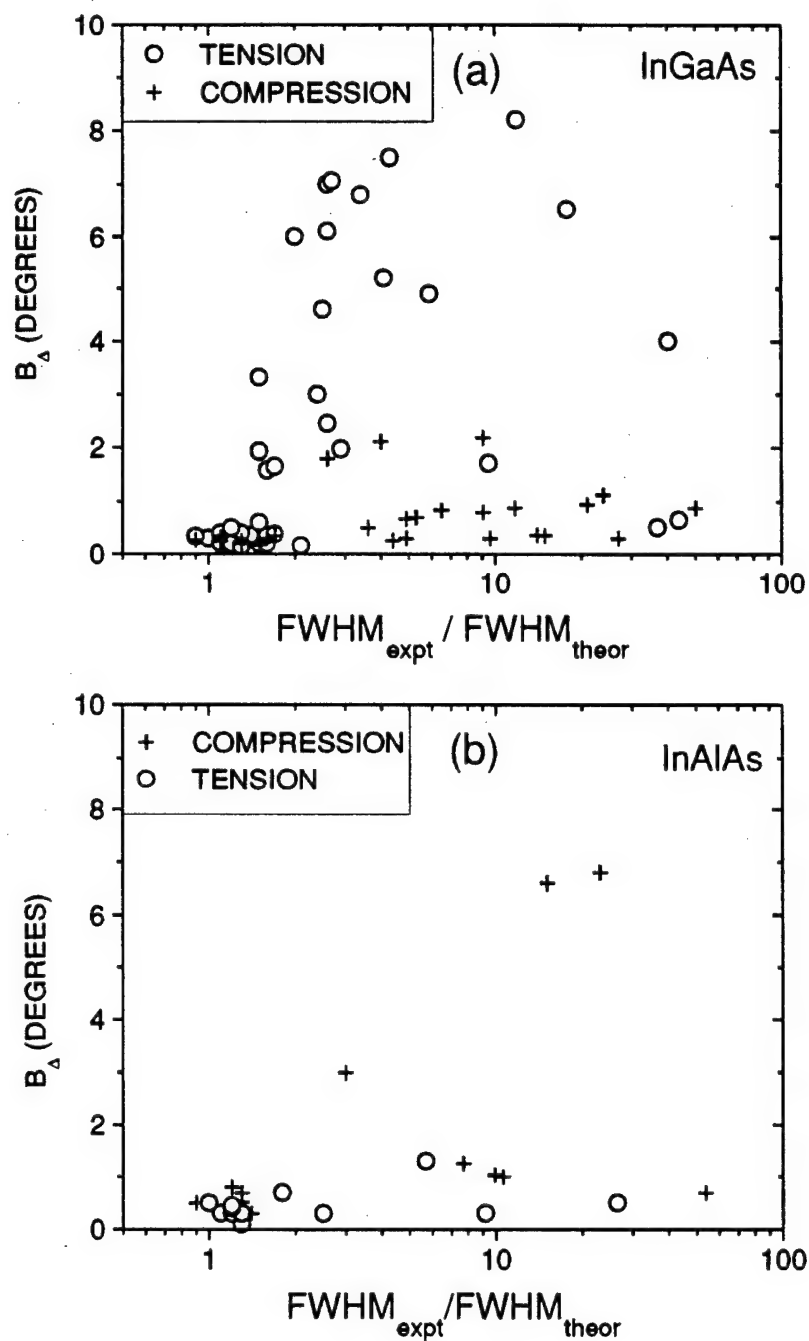 10
8
6
4
2
0
B_Δ (DEGREES)
TENSION
COMPRESSION
(a)
InGaAs
1
10
100
FWHM_expt / FWHM_theor
10
8
6
4
2
0
B_Δ (DEGREES)
COMPRESSION
TENSION
(b)
InAlAs
1
10
100
FWHM_expt/FWHM_theor